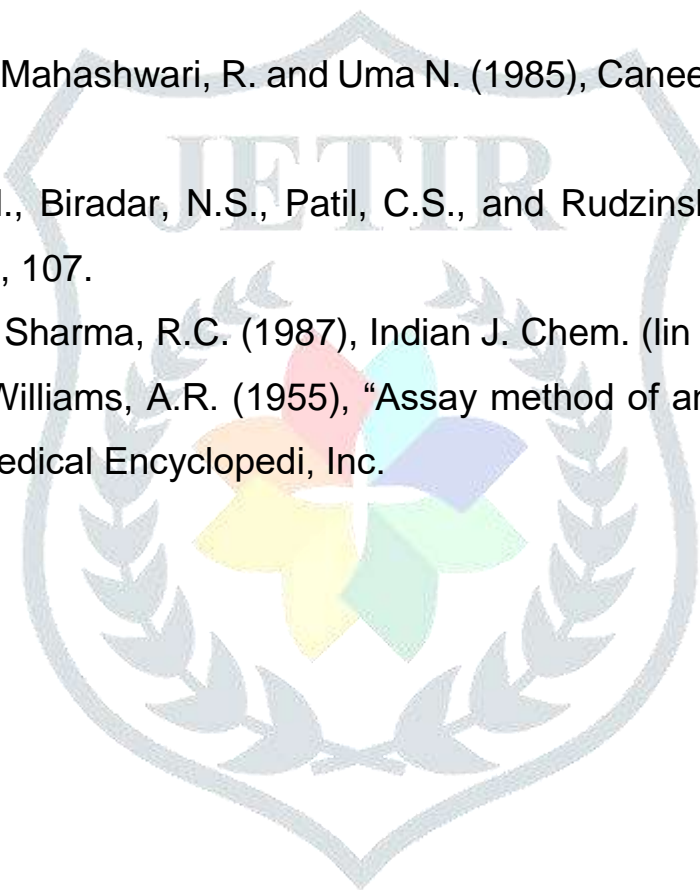 Mahashwari, R. and Uma N. (1985), Canee
JETIR
I., Biradar, N.S., Patil, C.S., and Rudzinsl
, 107.
Sharma, R.C. (1987), Indian J. Chem. (lin
Williams, A.R. (1955), “Assay method of an
edical Encyclopedi, Inc.